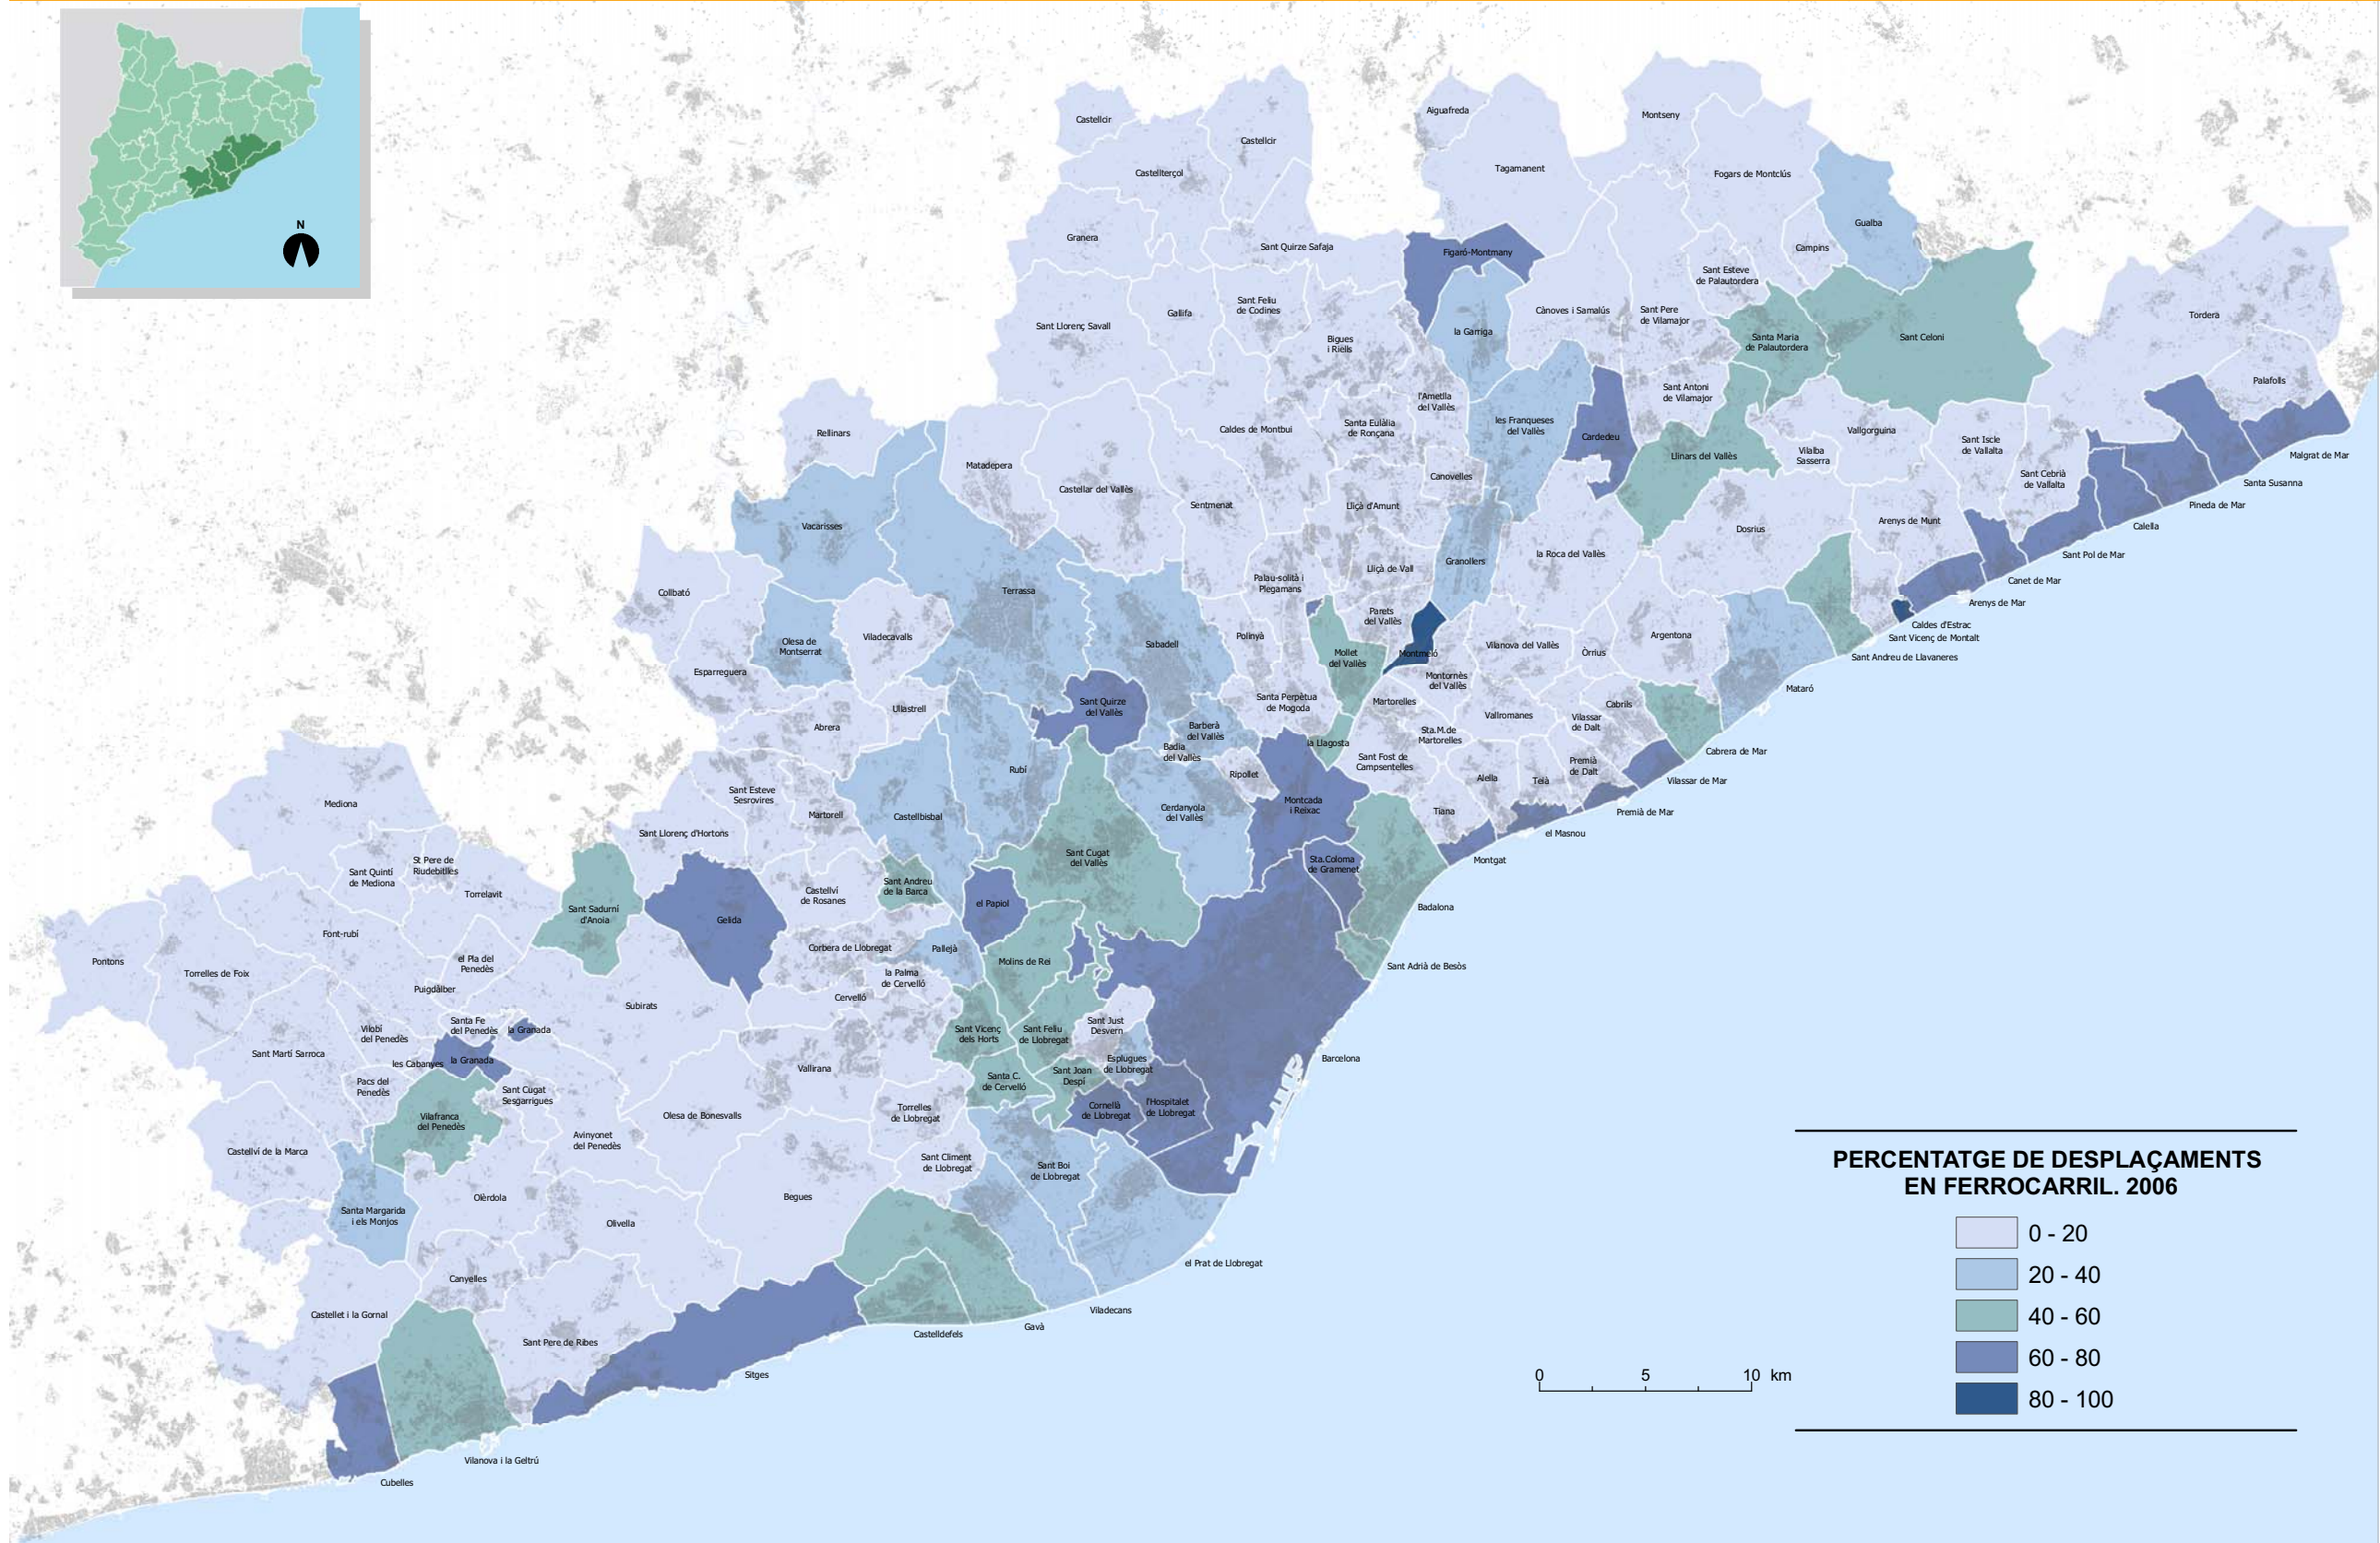 N
Castellcir
Castellcir
Castellterçol
Aiguafreda
Montseny
Tagamanent
Fogars de Montclús
Granera
Sant Quirze Safaja
Figaró-Montmany
Gualba
Campins
Sant Esteve
de Palautordera
Sant Llorenç Savall
Gallifa
Sant Feliu
de Codines
Bigues
i Riells
la Garriga
Cànoves i Samalús
Sant Pere
de Vilamajor
Santa Maria
de Palautordera
Sant Celoni
Tordera
Palafolls
Rellinars
Matadepera
Castellar del Vallès
Caldes de Montbui
Santa Eulàlia
de Ronçana
l'Ametlla
del Vallès
les Franqueses
del Vallès
Cardedeu
Sant Antoni
de Vilamajor
Llinars del Vallès
Vilalba
Sasserra
Vallgorguina
Sant Iscle
de Vallalta
Sant Cebrià
de Vallalta
Malgrat de Mar
Santa Susanna
Pineda de Mar
Calella
Sant Pol de Mar
Canet de Mar
Arenys de Mar
Caldes d'Estrac
Sant Vicenç de Montalt
Sant Andreu de Llavaneres
Vacarisses
Sentmenat
Canovelles
Lliçà d'Amunt
Dosrius
Arenys de Munt
Collbató
Terrassa
Palau-solità i
Plegamans
Lliçà de Vall
Granollers
la Roca del Vallès
Olesa de
Montserrat
Viladecavalls
Sabadell
Polinyà
Parets
del Vallès
Mollet
del Vallès
Montmeló
Vilanova del Vallès
Òrrius
Argentona
Mataró
Esparreguera
Abrera
Ullastrell
Sant Quirze
del Vallès
Barberà
del Vallès
Badia
del Vallès
Santa Perpètua
de Mogoda
Montornès
del Vallès
Martorelles
Sta.M.de
Martorelles
Vallromanes
Vilassar
de Dalt
Cabrils
Cabrera de Mar
Vilassar de Mar
Premià de Mar
el Masnou
Montgat
la Llagosta
Sant Fost de
Campsentelles
Alella
Teià
Premià
de Dalt
Tiana
Rubí
Ripollet
Montcada
i Reixac
Cerdanyola
del Vallès
Mediona
Sant Esteve
Sesrovires
Martorell
Castellbisbal
Sant Llorenç d'Hortons
Sant Quintí
de Mediona
St Pere de
Riudebitlles
Torrelavit
Sant Sadurní
d'Anoia
Gelida
Castellví
de Rosanes
Sant Andreu
de la Barca
el Papiol
Sant Cugat
del Vallès
Sta.Coloma
de Gramenet
Badalona
Sant Adrià de Besòs
Pontons
Font-rubí
Torrelles de Foix
el Pla del
Penedès
Puigdàlber
Subirats
Corbera de Llobregat
Pallejà
Molins de Rei
la Palma
de Cervelló
Cervelló
Vilobí
del Penedès
Santa Fe
del Penedès
la Granada
Sant Martí Sarroca
les Cabanyes
la Granada
Pacs del
Penedès
Sant Cugat
Sesgarrigues
Vallirana
Sant Vicenç
dels Horts
Sant Feliu
de Llobregat
Sant Just
Desvern
Esplugues
de Llobregat
Barcelona
Santa C.
de Cervelló
Sant Joan
Despí
Cornellà
de Llobregat
l'Hospitalet
de Llobregat
Vilafranca
del Penedès
Olesa de Bonesvalls
Torrelles
de Llobregat
Avinyonet
del Penedès
Castellví de la Marca
Sant Climent
de Llobregat
Sant Boi
de Llobregat
Santa Margarida
i els Monjos
Olèrdola
Olivella
Begues
el Prat de Llobregat
Viladecans
Gavà
Castelldefels
Canyelles
Castellet i la Gornal
Sant Pere de Ribes
Sitges
Vilanova i la Geltrú
Cubelles
0 5 10 km
PERCENTATGE DE DESPLAÇAMENTS
EN FERROCARRIL. 2006
0 - 20
20 - 40
40 - 60
60 - 80
80 - 100